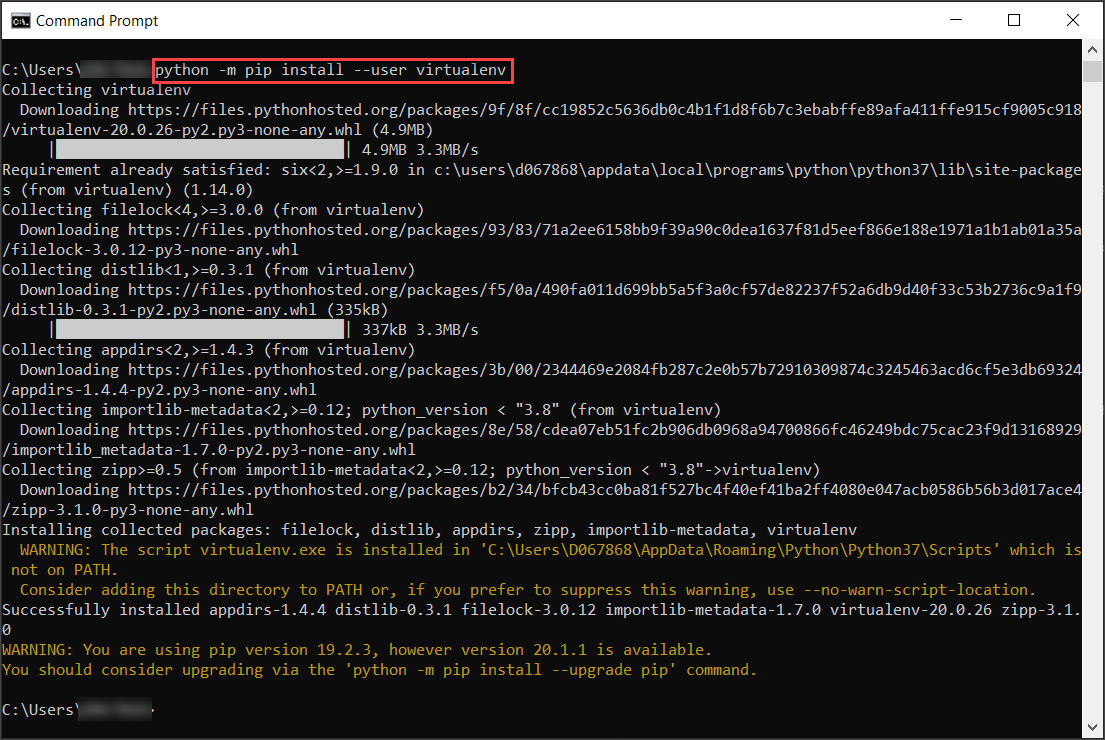 Command Prompt
C:\Users\ python -m pip install --user virtualenv
Collecting virtualenv
  Downloading https://files.pythonhosted.org/packages/9f/8f/cc19852c5636db0c4b1f1d8f6b7c3ebabffe89afa411ffe915cf9005c918
/virtualenv-20.0.26-py2.py3-none-any.whl (4.9MB)
     |████████████████████████████████| 4.9MB 3.3MB/s
Requirement already satisfied: six<2,>=1.9.0 in c:\users\d067868\appdata\local\programs\python\python37\lib\site-package
s (from virtualenv) (1.14.0)
Collecting filelock<4,>=3.0.0 (from virtualenv)
  Downloading https://files.pythonhosted.org/packages/93/83/71a2ee6158bb9f39a90c0dea1637f81d5eef866e188e1971a1b1ab01a35a
/filelock-3.0.12-py3-none-any.whl
Collecting distlib<1,>=0.3.1 (from virtualenv)
  Downloading https://files.pythonhosted.org/packages/f5/0a/490fa011d699bb5a5f3a0cf57de82237f52a6db9d40f33c53b2736c9a1f9
/distlib-0.3.1-py2.py3-none-any.whl (335kB)
     |████████████████████████████████| 337kB 3.3MB/s
Collecting appdirs<2,>=1.4.3 (from virtualenv)
  Downloading https://files.pythonhosted.org/packages/3b/00/2344469e2084fb287c2e0b57b72910309874c3245463acd6cf5e3db69324
/appdirs-1.4.4-py2.py3-none-any.whl
Collecting importlib-metadata<2,>=0.12; python_version < "3.8" (from virtualenv)
  Downloading https://files.pythonhosted.org/packages/8e/58/cdea07eb51fc2b906db0968a94700866fc46249bdc75cac23f9d13168929
/importlib_metadata-1.7.0-py2.py3-none-any.whl
Collecting zipp>=0.5 (from importlib-metadata<2,>=0.12; python_version < "3.8"->virtualenv)
  Downloading https://files.pythonhosted.org/packages/b2/34/bfcb43cc0ba81f527bc4f40ef41ba2ff4080e047acb0586b56b3d017ace4
/zipp-3.1.0-py3-none-any.whl
Installing collected packages: filelock, distlib, appdirs, zipp, importlib-metadata, virtualenv
  WARNING: The script virtualenv.exe is installed in 'C:\Users\D067868\AppData\Roaming\Python\Python37\Scripts' which is
 not on PATH.
  Consider adding this directory to PATH or, if you prefer to suppress this warning, use --no-warn-script-location.
Successfully installed appdirs-1.4.4 distlib-0.3.1 filelock-3.0.12 importlib-metadata-1.7.0 virtualenv-20.0.26 zipp-3.1.
0
WARNING: You are using pip version 19.2.3, however version 20.1.1 is available.
You should consider upgrading via the 'python -m pip install --upgrade pip' command.
C:\Users\